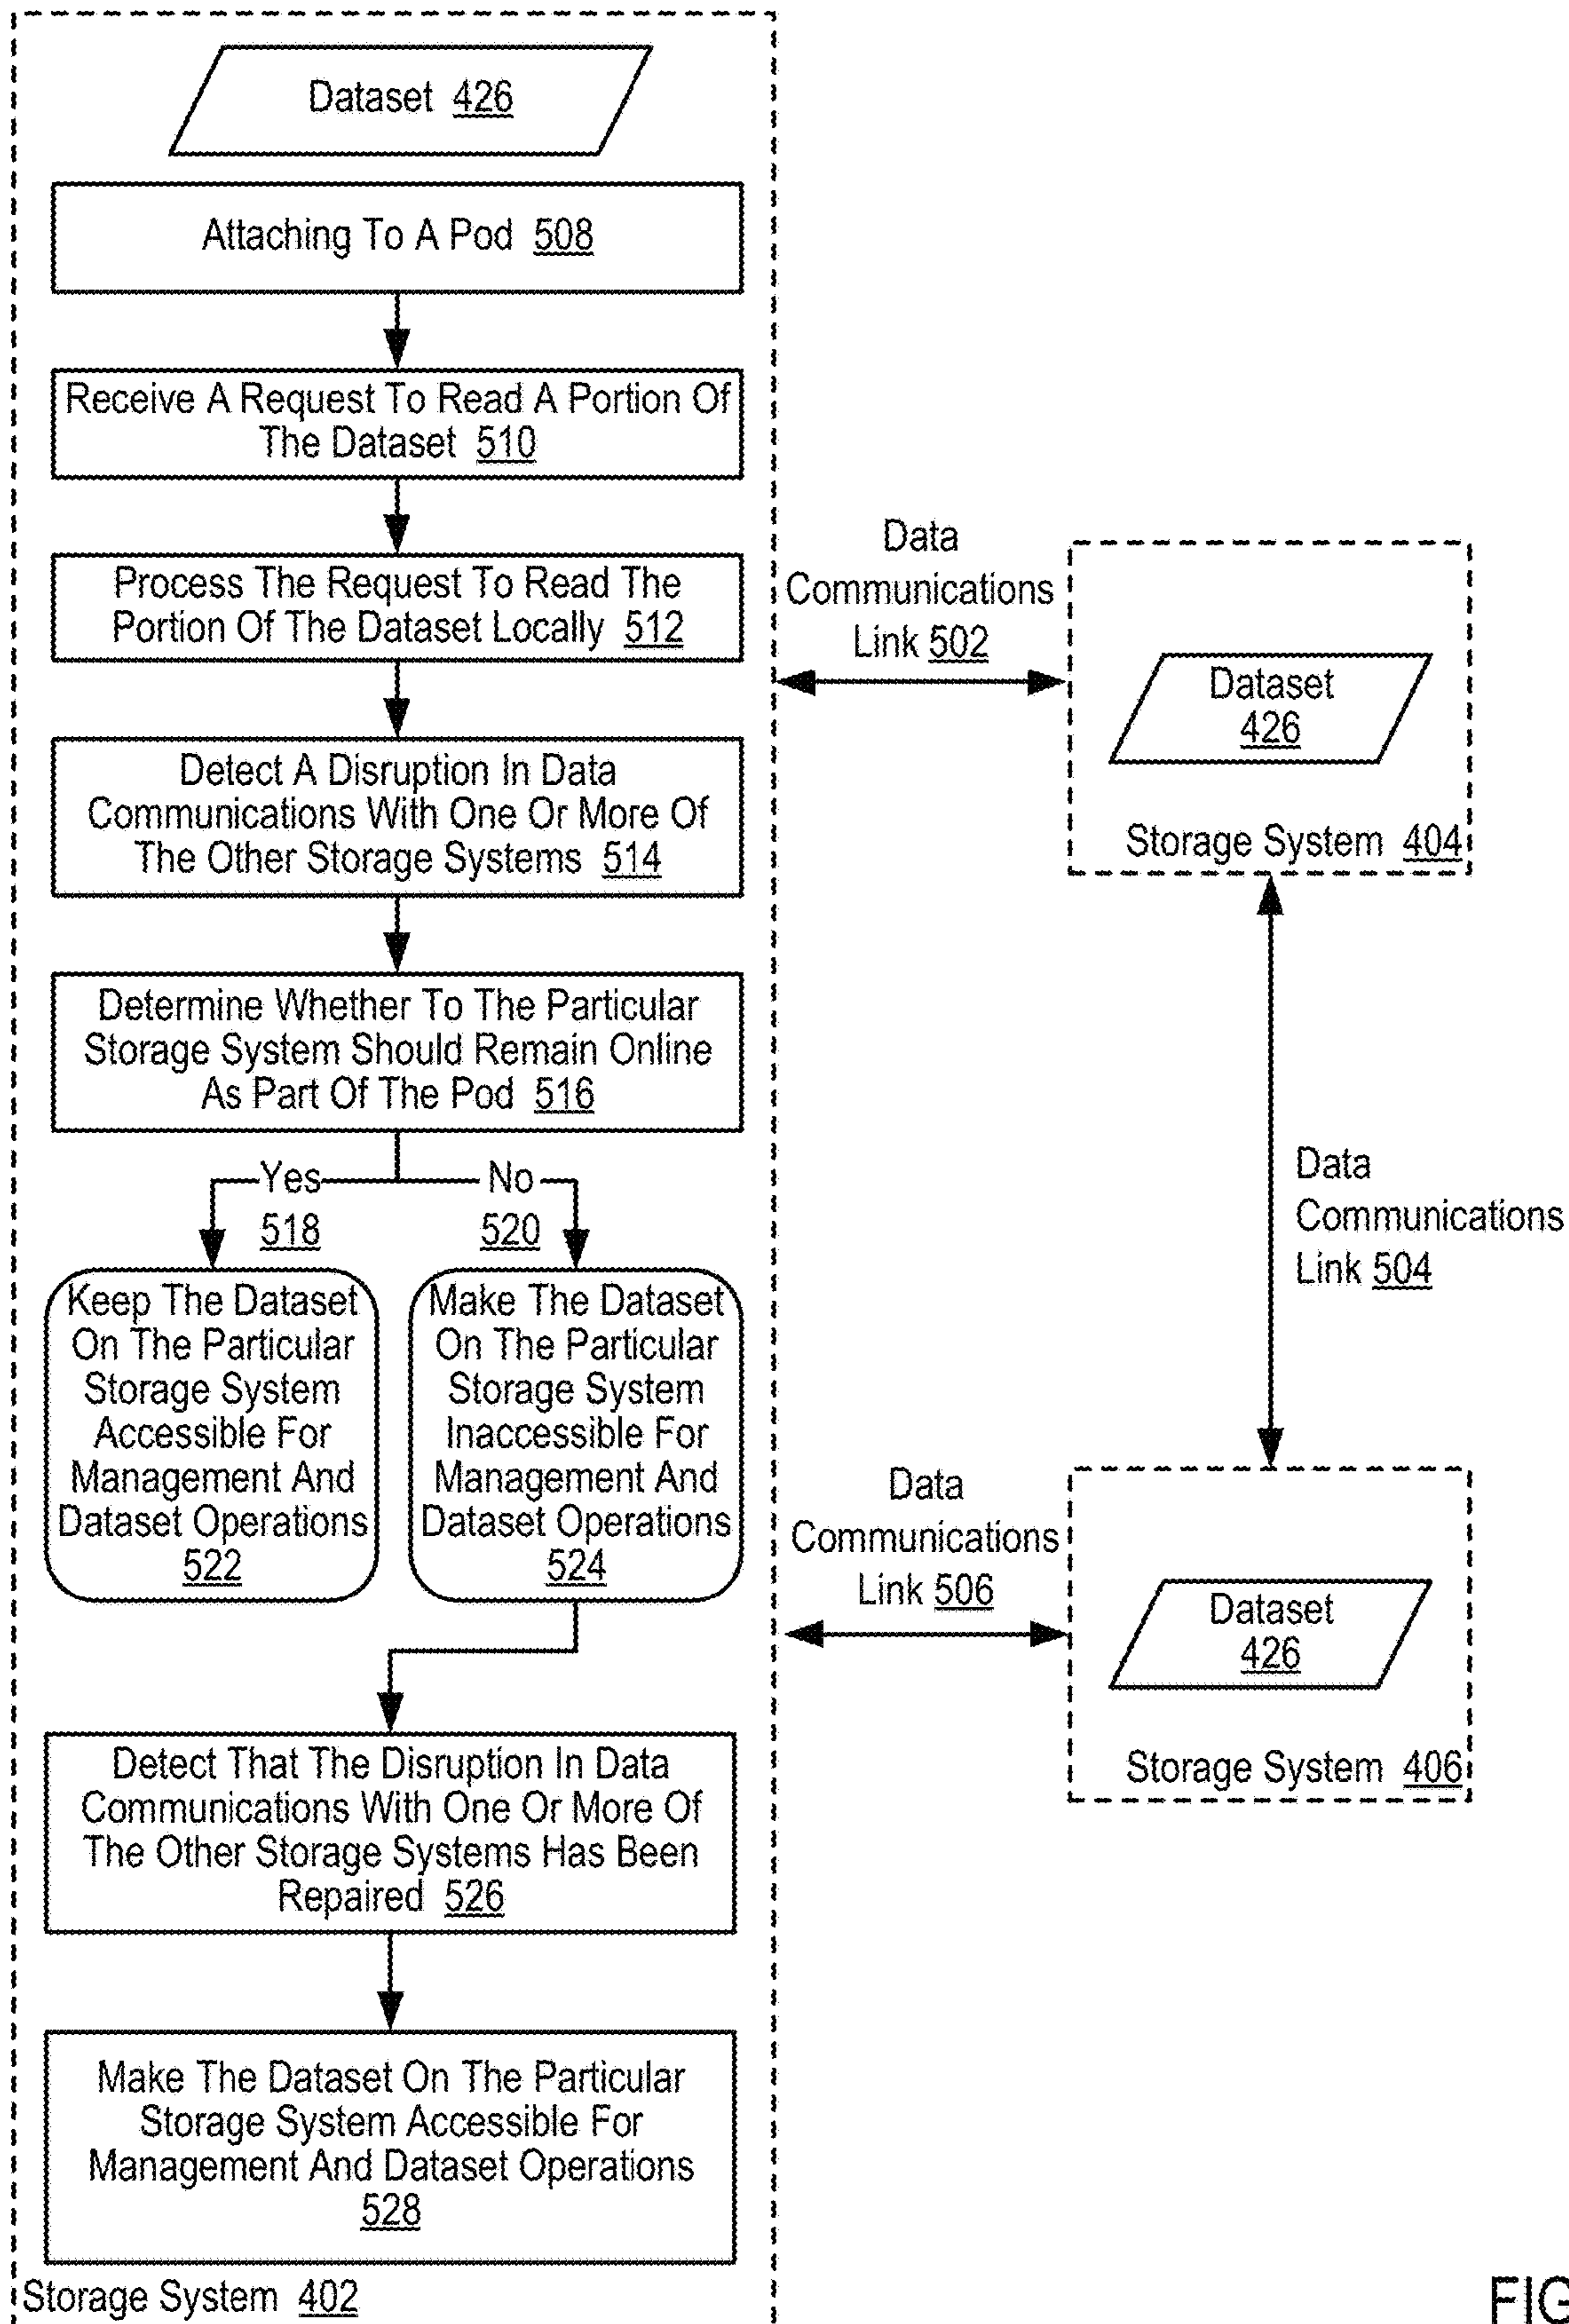 Dataset 426
Attaching To A Pod 508
Receive A Request To Read A Portion Of
The Dataset 510
Process The Request To Read The
Portion Of The Dataset Locally 512
Detect A Disruption In Data
Communications With One Or More Of
The Other Storage Systems 514
Determine Whether To The Particular
Storage System Should Remain Online
As Part Of The Pod 516
Yes
518
No
520
Keep The Dataset
On The Particular
Storage System
Accessible For
Management And
Dataset Operations
522
Make The Dataset
On The Particular
Storage System
Inaccessible For
Management And
Dataset Operations
524
Detect That The Disruption In Data
Communications With One Or More Of
The Other Storage Systems Has Been
Repaired 526
Make The Dataset On The Particular
Storage System Accessible For
Management And Dataset Operations
528
Storage System 402
Data
Communications
Link 502
Dataset
426
Storage System 404
Data
Communications
Link 504
Data
Communications
Link 506
Dataset
426
Storage System 406
FIG